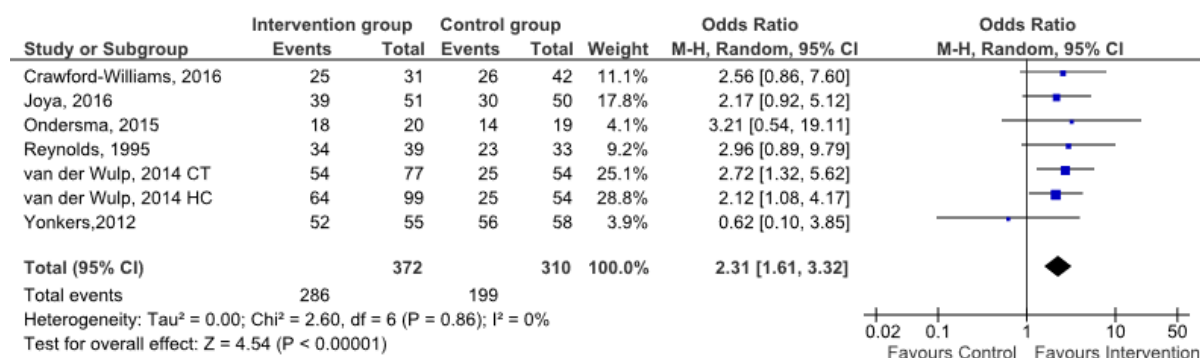 Intervention group Control group Odds Ratio Odds Ratio
Study or Subgroup Events Total Events Total Weight M-H, Random, 95% CI M-H, Random, 95% CI
Crawford-Williams, 2016 25 31 26 42 11.1% 2.56 [0.86, 7.60]
Joya, 2016 39 51 30 50 17.8% 2.17 [0.92, 5.12]
Ondersma, 2015 18 20 14 19 4.1% 3.21 [0.54, 19.11]
Reynolds, 1995 34 39 23 33 9.2% 2.96 [0.89, 9.79]
van der Wulp, 2014 CT 54 77 25 54 25.1% 2.72 [1.32, 5.62]
van der Wulp, 2014 HC 64 99 25 54 28.8% 2.12 [1.08, 4.17]
Yonkers,2012 52 55 56 58 3.9% 0.62 [0.10, 3.85]
Total (95% CI) 372 310 100.0% 2.31 [1.61, 3.32]
Total events 286 199
Heterogeneity: Tau² = 0.00; Chi² = 2.60, df = 6 (P = 0.86); I² = 0%
Test for overall effect: Z = 4.54 (P < 0.00001)
0.02 0.1 1 10 50
Favours Control Favours Intervention